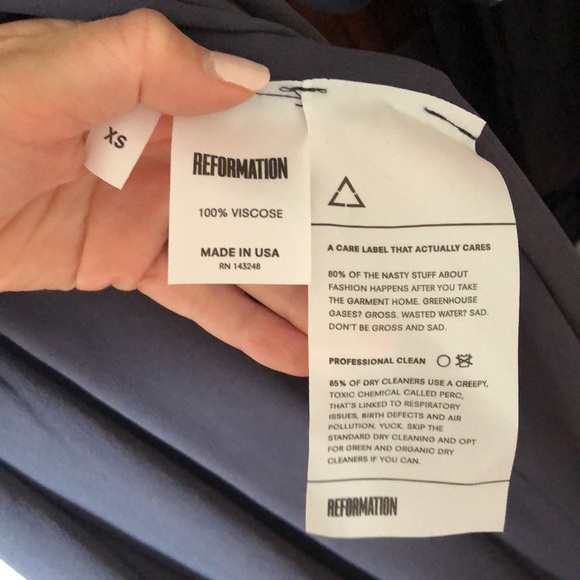 XS
REFORMATION
100% VISCOSE
MADE IN USA
RN 143248
A CARE LABEL THAT ACTUALLY CARES
80% OF THE NASTY STUFF ABOUT
FASHION HAPPENS AFTER YOU TAKE
THE GARMENT HOME. GREENHOUSE
GASES? GROSS. WASTED WATER? SAD.
DON'T BE GROSS AND SAD.
PROFESSIONAL CLEAN
85% OF DRY CLEANERS USE A CREEPY,
TOXIC CHEMICAL CALLED PERC,
THAT'S LINKED TO RESPIRATORY
ISSUES, BIRTH DEFECTS AND AIR
POLLUTION. YUCK. SKIP THE
STANDARD DRY CLEANING AND OPT
FOR GREEN AND ORGANIC DRY
CLEANERS IF YOU CAN.
REFORMATION